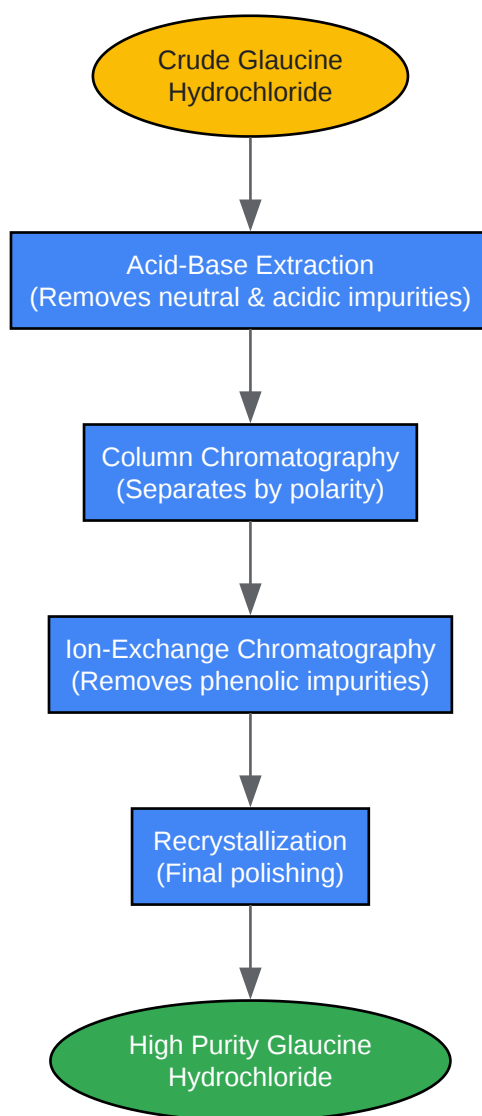 Crude Glaucine
Hydrochloride
Acid-Base Extraction
(Removes neutral & acidic impurities)
Column Chromatography
(Separates by polarity)
Ion-Exchange Chromatography
(Removes phenolic impurities)
Recrystallization
(Final polishing)
High Purity Glaucine
Hydrochloride